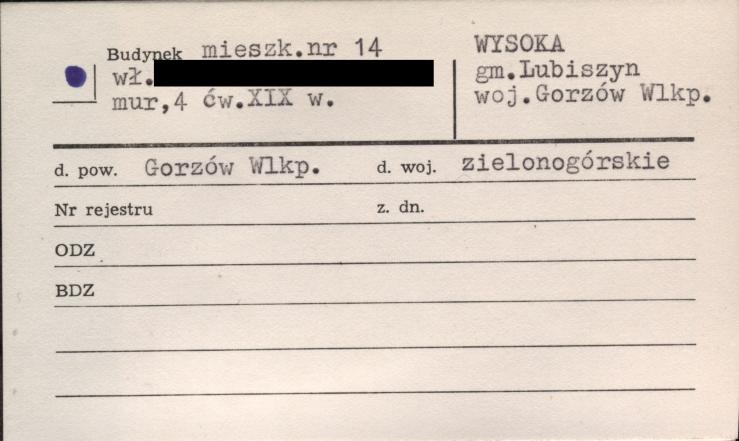 Budynek mieszk.nr 14
wł.
mur,4 ćw.XIX w.
WYSOKA
gm.Lubiszyn
woj.Gorzów Wlkp.
d. pow. Gorzów Wlkp. d. woj. zielonogórskie
Nr rejestru z. dn.
ODZ
BDZ